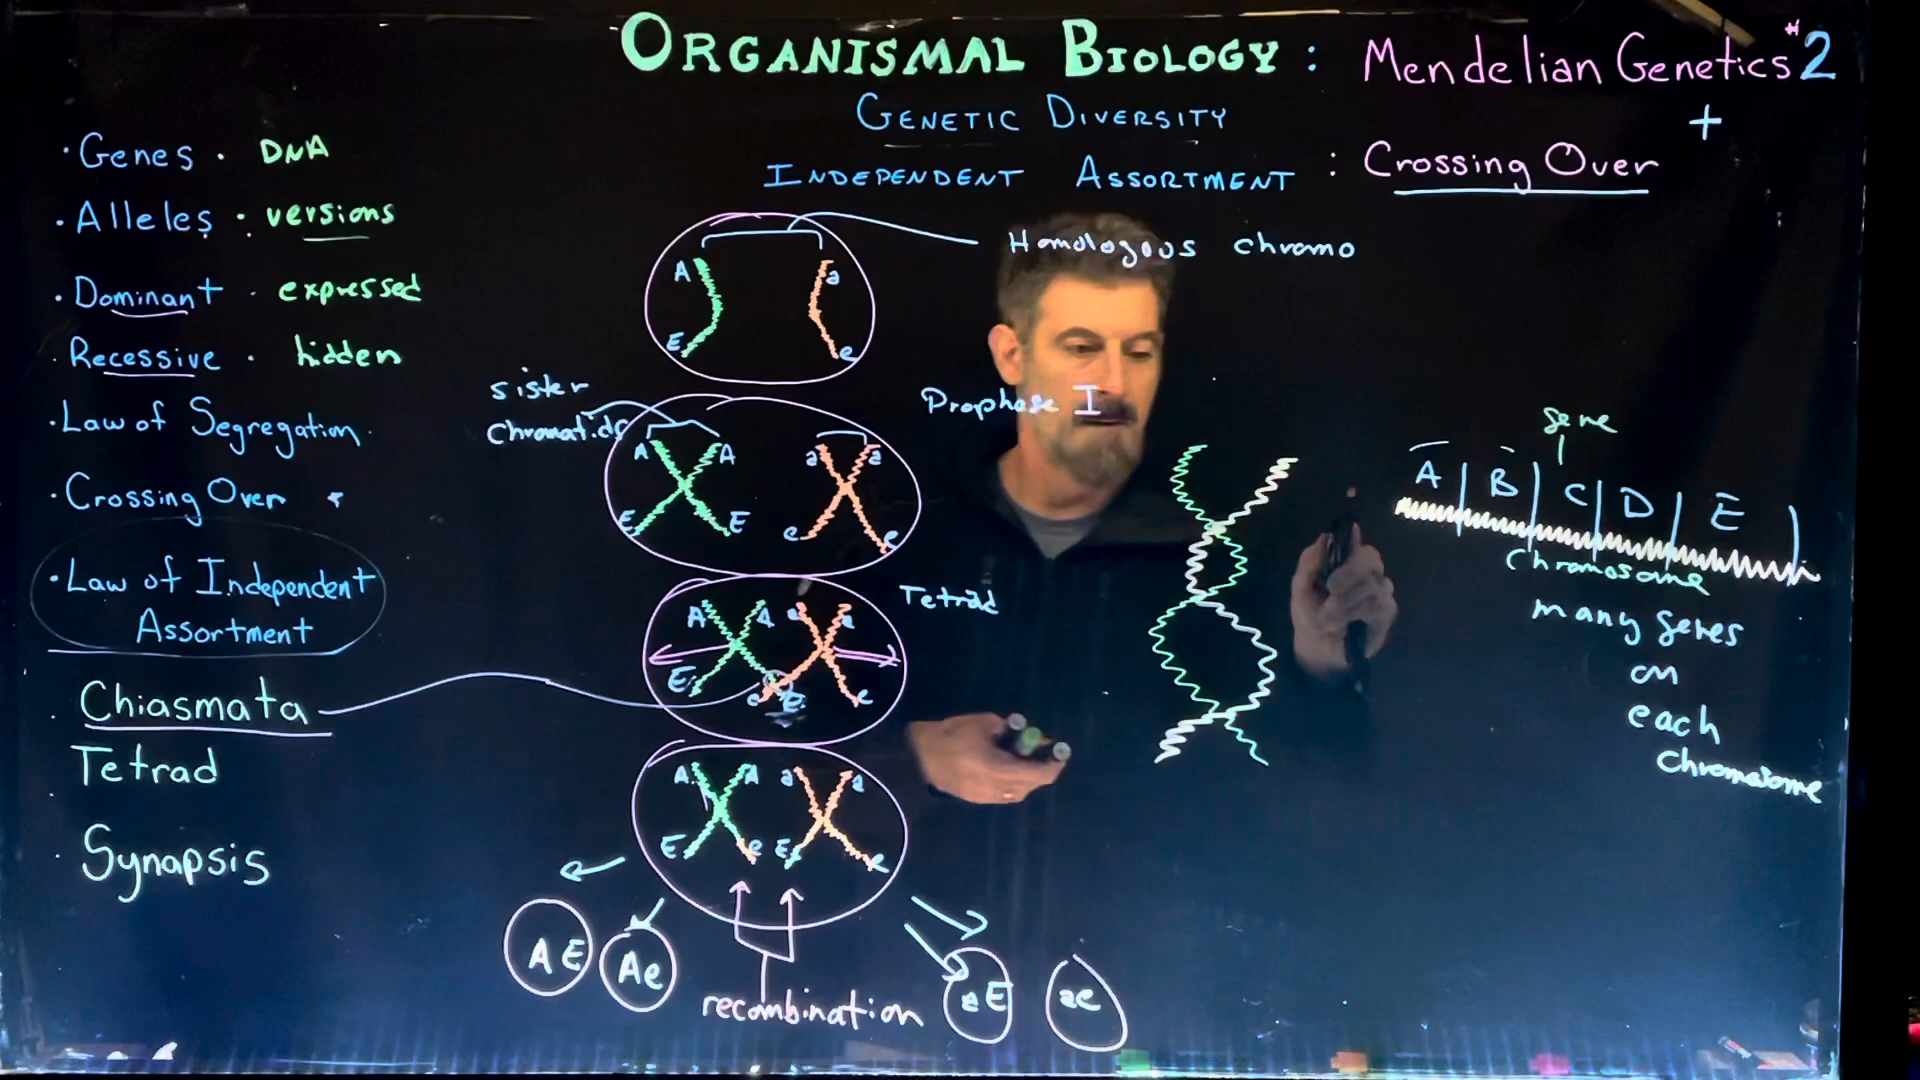 ORGANISMAL BIOLOGY : Mendelian Genetics #2
GENETIC DIVERSITY +
INDEPENDENT ASSORTMENT : Crossing Over
· Genes · DNA
· Alleles : versions
· Dominant · expressed
· Recessive · hidden
· Law of Segregation.
· Crossing Over
· Law of Independent
ASSORTMENT
· Chiasmata
Tetrad
· Synapsis
Homologous chromo
A a
E e
sister
chromatids
Prophase I
A A a a
E E e e
Tetrad
A A a a
E e E e
A A a a
E e E e
A E
Ae
recombination
a E
ae
gene
A B C D E
Chromosome
many genes
on
each
chromosome